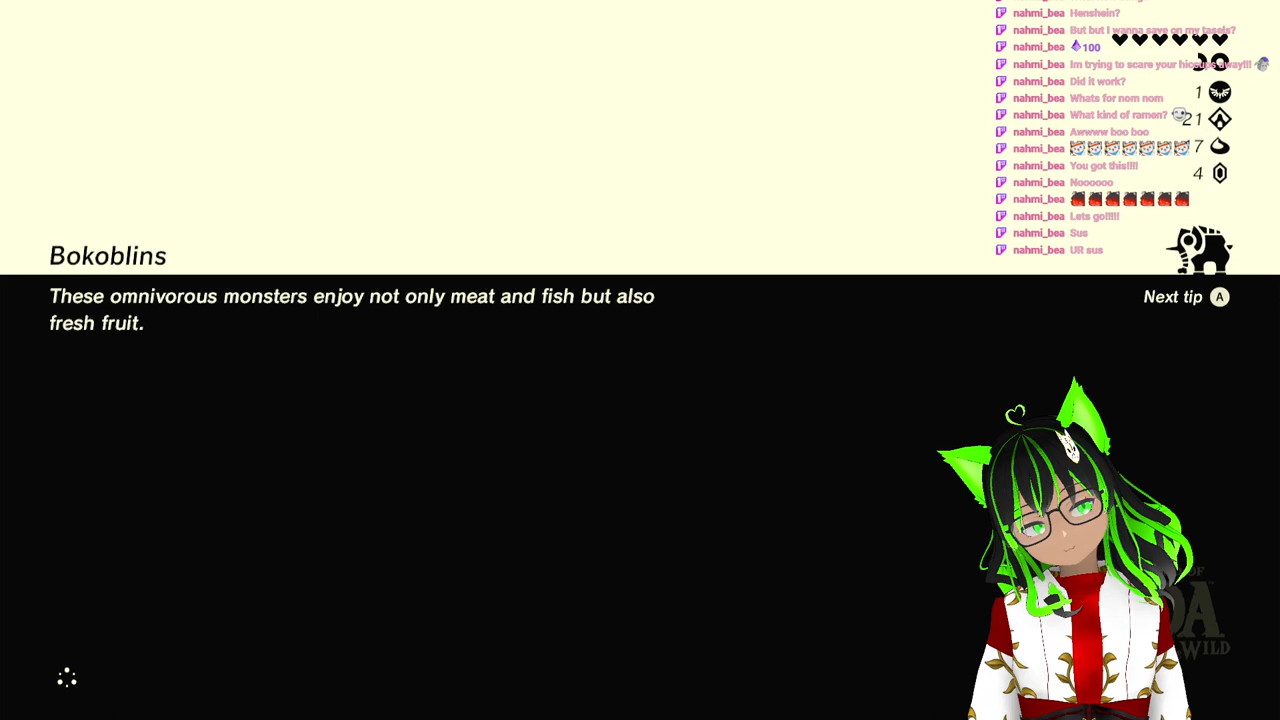 nahmi_bea Henshein?
nahmi_bea But but I wanna save on my tasels?
nahmi_bea 100
nahmi_bea Im trying to scare your hiccups away!!!
nahmi_bea Did it work?
1
nahmi_bea Whats for nom nom
nahmi_bea What kind of ramen?
21
nahmi_bea Awwww boo boo
nahmi_bea
7
nahmi_bea You got this!!!!
4
nahmi_bea Noooooo
nahmi_bea
nahmi_bea Lets go!!!!!
nahmi_bea Sus
nahmi_bea UR sus
Bokoblins
These omnivorous monsters enjoy not only meat and fish but also
fresh fruit.
Next tip A
OF
WILD